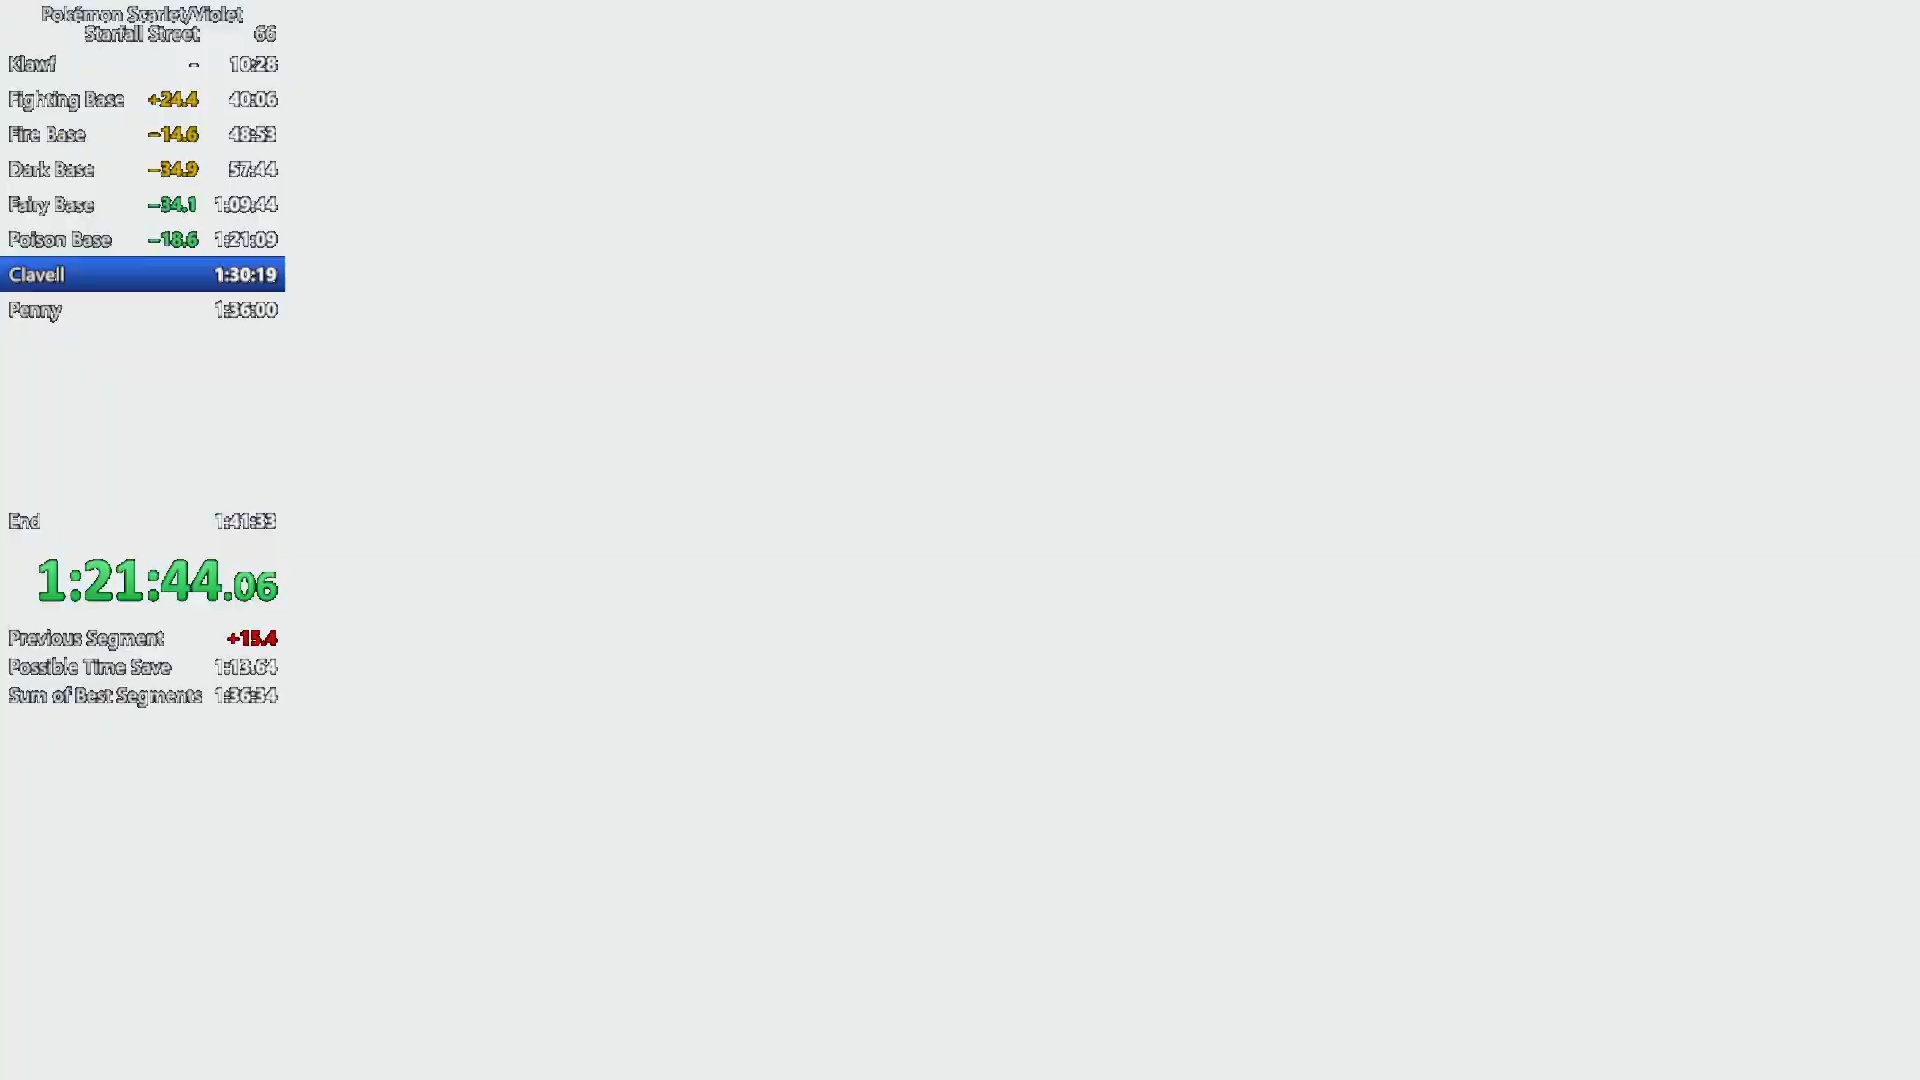 Pokémon Scarlet/Violet
Starfall Street 66
Klawf - 10:28
Fighting Base +24.4 40:06
Fire Base −14.6 48:53
Dark Base −34.9 57:44
Fairy Base −34.1 1:09:44
Poison Base −18.6 1:21:09
Clavell 1:30:19
Penny 1:36:00
End 1:41:33
1:21:44.06
Previous Segment +15.4
Possible Time Save 1:13.64
Sum of Best Segments 1:36:34